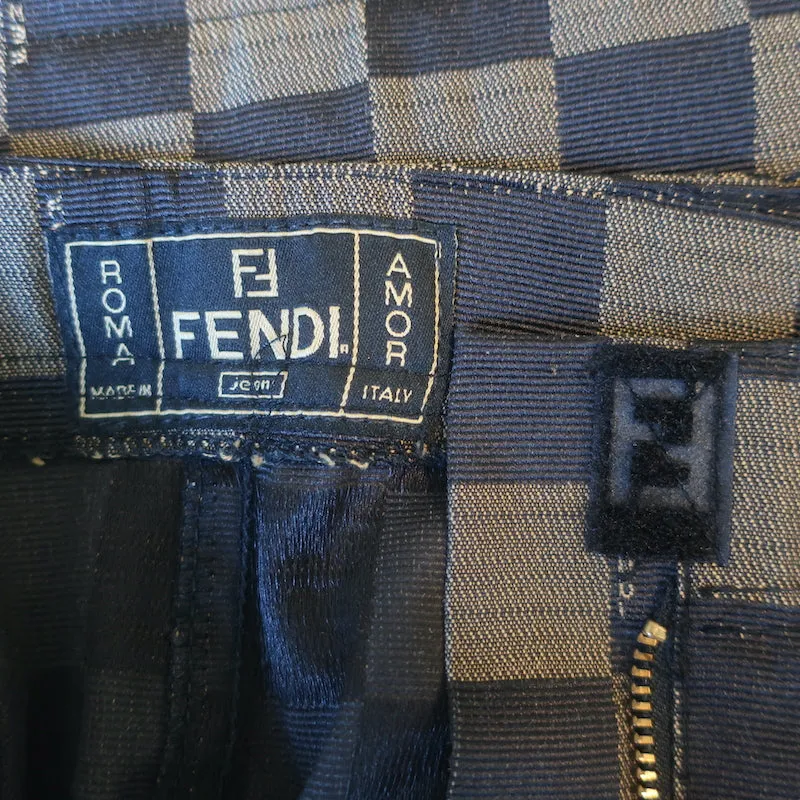 ROMA
MADE IN
FF
FENDI
jeans
AMOR
ITALY